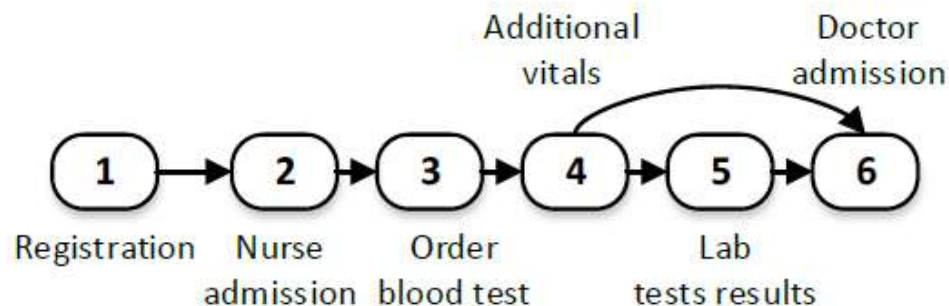 Additional
vitals
Doctor
admission
1
2
3
4
5
6
Registration
Nurse
admission
Order
blood test
Lab
tests results